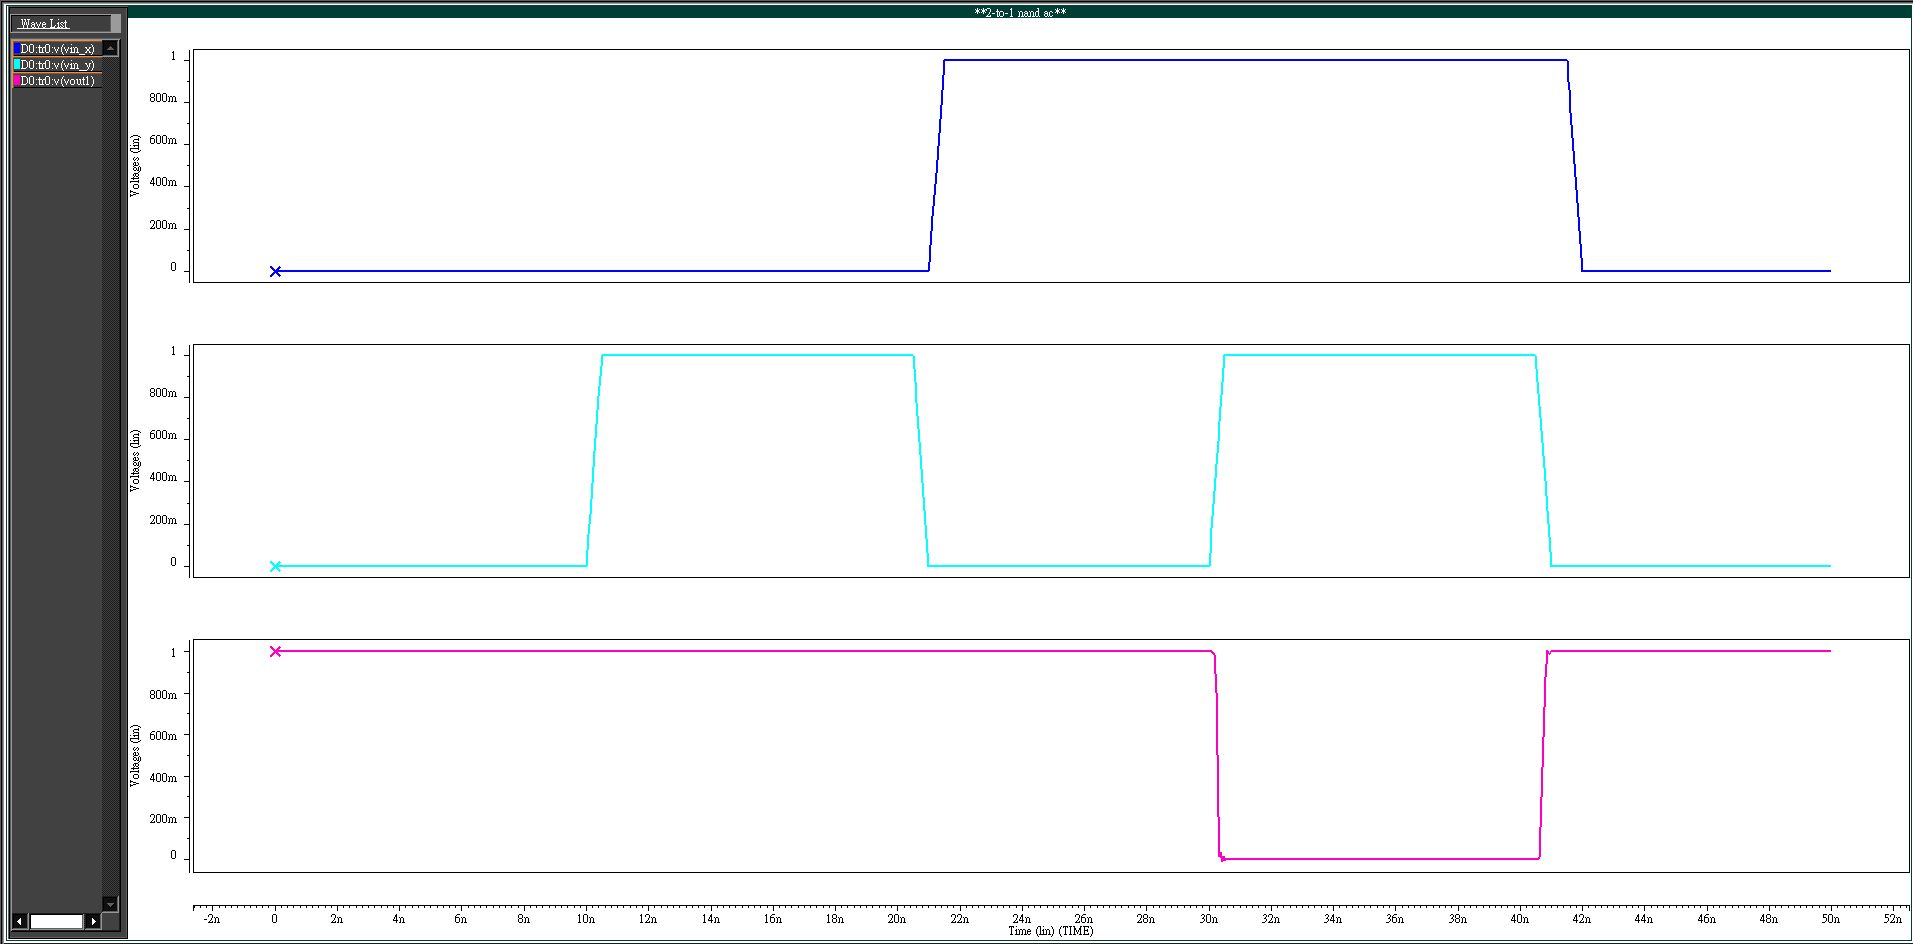 **2-to-1 nand ac**
Wave List
D0:tr0:v(vin_x)
D0:tr0:v(vin_y)
D0:tr0:v(vout1)
1
800m
600m
400m
200m
0
Voltages (lin)
1
800m
600m
400m
200m
0
Voltages (lin)
1
800m
600m
400m
200m
0
Voltages (lin)
-2n 0 2n 4n 6n 8n 10n 12n 14n 16n 18n 20n 22n 24n 26n 28n 30n 32n 34n 36n 38n 40n 42n 44n 46n 48n 50n 52n
Time (lin) (TIME)